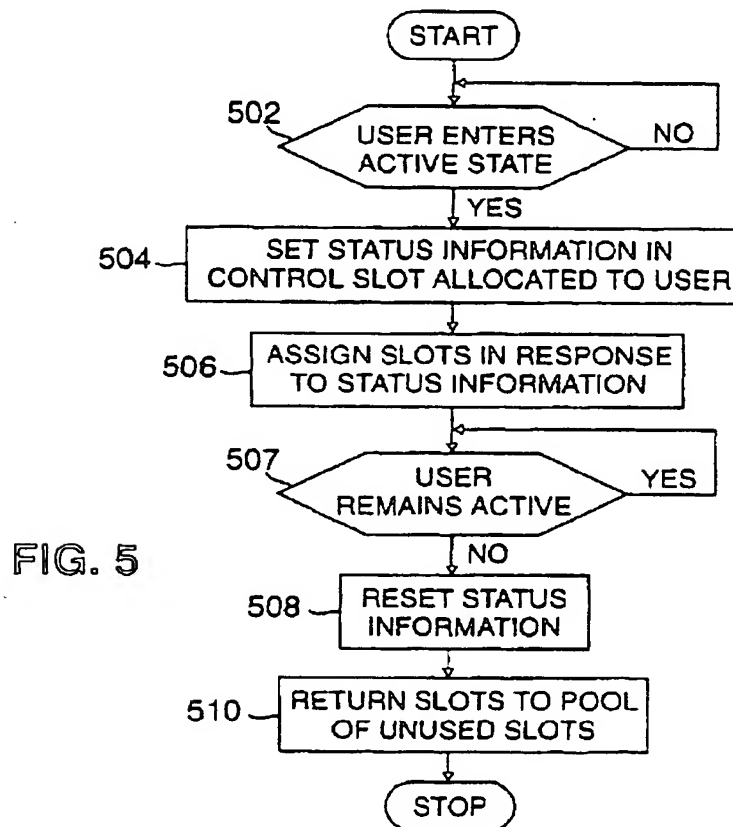 START
502
USER ENTERS
ACTIVE STATE
NO
YES
504
SET STATUS INFORMATION IN
CONTROL SLOT ALLOCATED TO USER
506
ASSIGN SLOTS IN RESPONSE
TO STATUS INFORMATION
507
USER
REMAINS ACTIVE
YES
NO
FIG. 5
508
RESET STATUS
INFORMATION
510
RETURN SLOTS TO POOL
OF UNUSED SLOTS
STOP